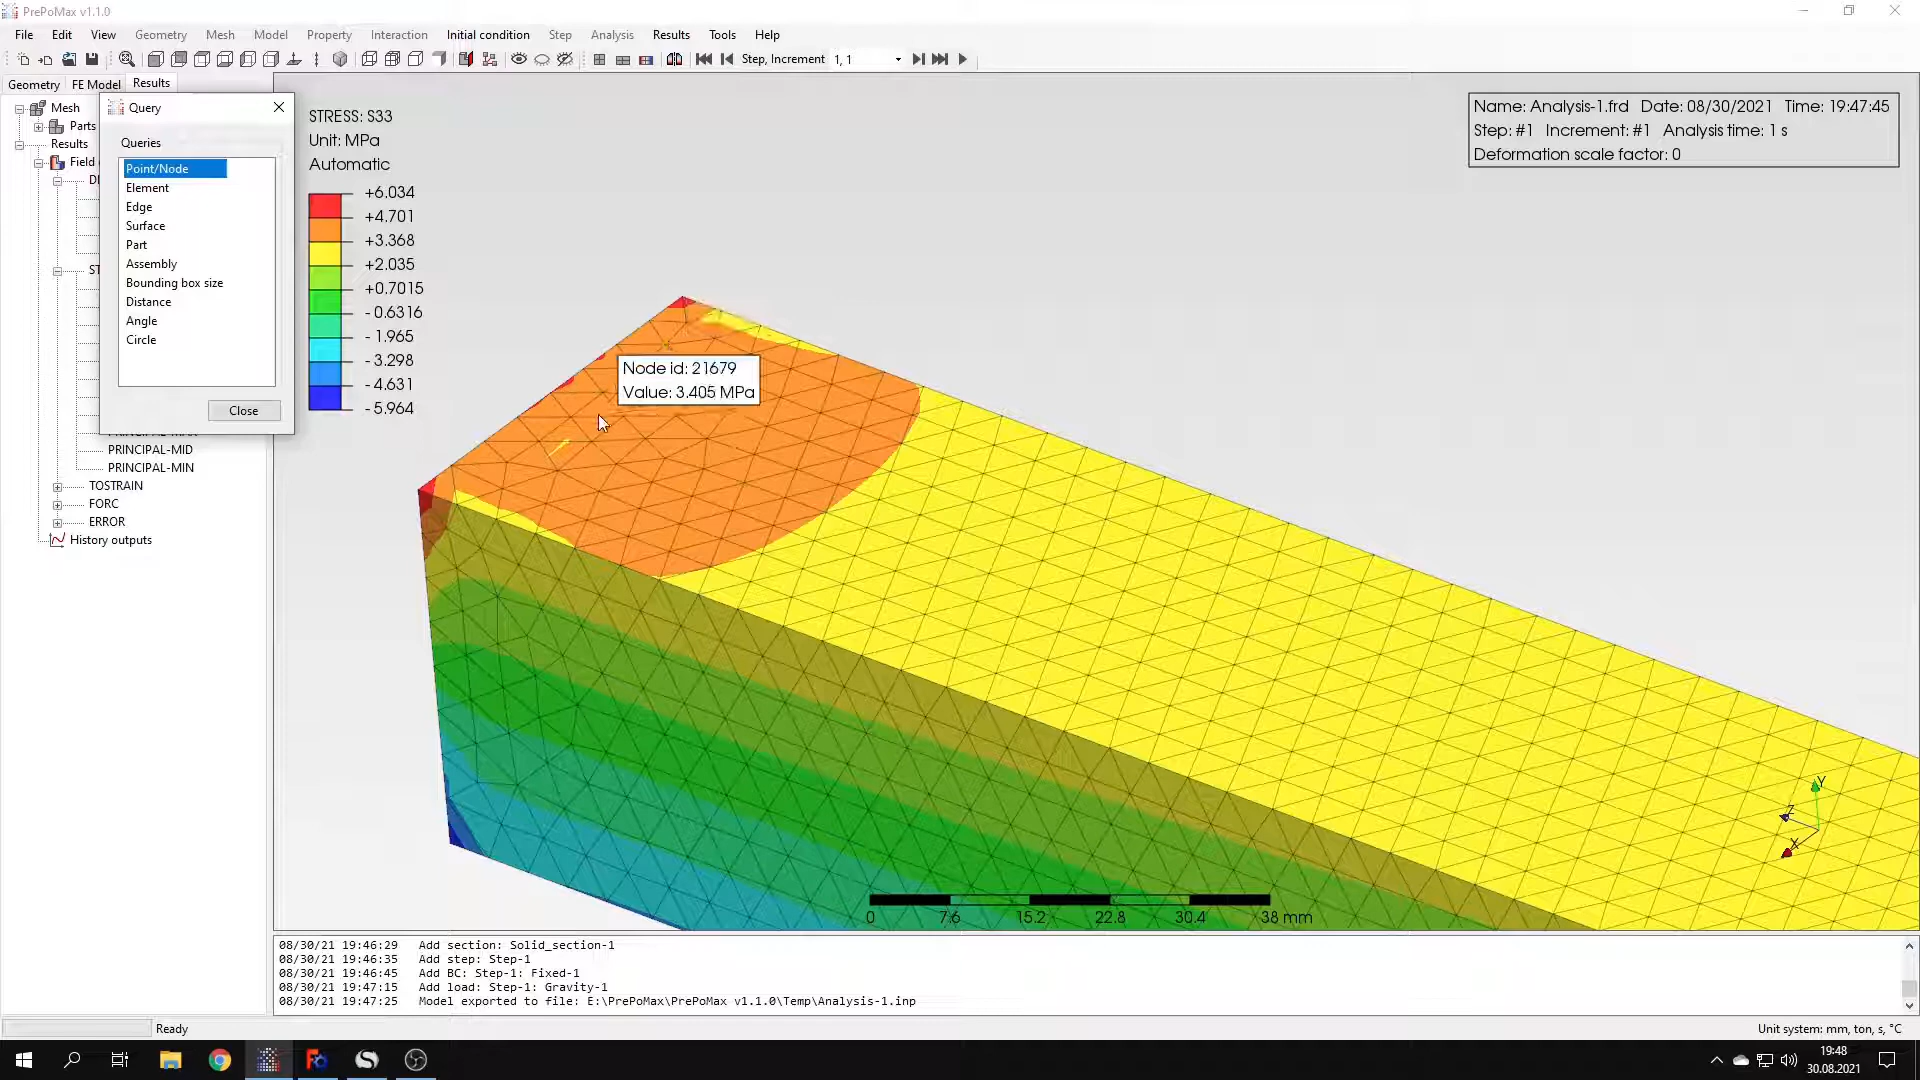 PrePoMax v1.1.0
File Edit View Geometry Mesh Model Property Interaction Initial condition Step Analysis Results Tools Help
Step, Increment 1, 1
Geometry FE Model Results
Mesh
Parts
Results
Field
DI
ST
PRINCIPAL-MID
PRINCIPAL-MIN
TOSTRAIN
FORC
ERROR
History outputs
Query
Queries
Point/Node
Element
Edge
Surface
Part
Assembly
Bounding box size
Distance
Angle
Circle
Close
STRESS: S33
Unit: MPa
Automatic
+6.034
+4.701
+3.368
+2.035
+0.7015
-0.6316
-1.965
-3.298
-4.631
-5.964
Name: Analysis-1.frd Date: 08/30/2021 Time: 19:47:45
Step: #1 Increment: #1 Analysis time: 1 s
Deformation scale factor: 0
Node id: 21679
Value: 3.405 MPa
Y
Z
X
0 7.6 15.2 22.8 30.4 38 mm
08/30/21 19:46:29 Add section: Solid_section-1
08/30/21 19:46:35 Add step: Step-1
08/30/21 19:46:45 Add BC: Step-1: Fixed-1
08/30/21 19:47:15 Add load: Step-1: Gravity-1
08/30/21 19:47:25 Model exported to file: E:\PrePoMax\PrePoMax v1.1.0\Temp\Analysis-1.inp
Ready
Unit system: mm, ton, s, °C
19:48
30.08.2021